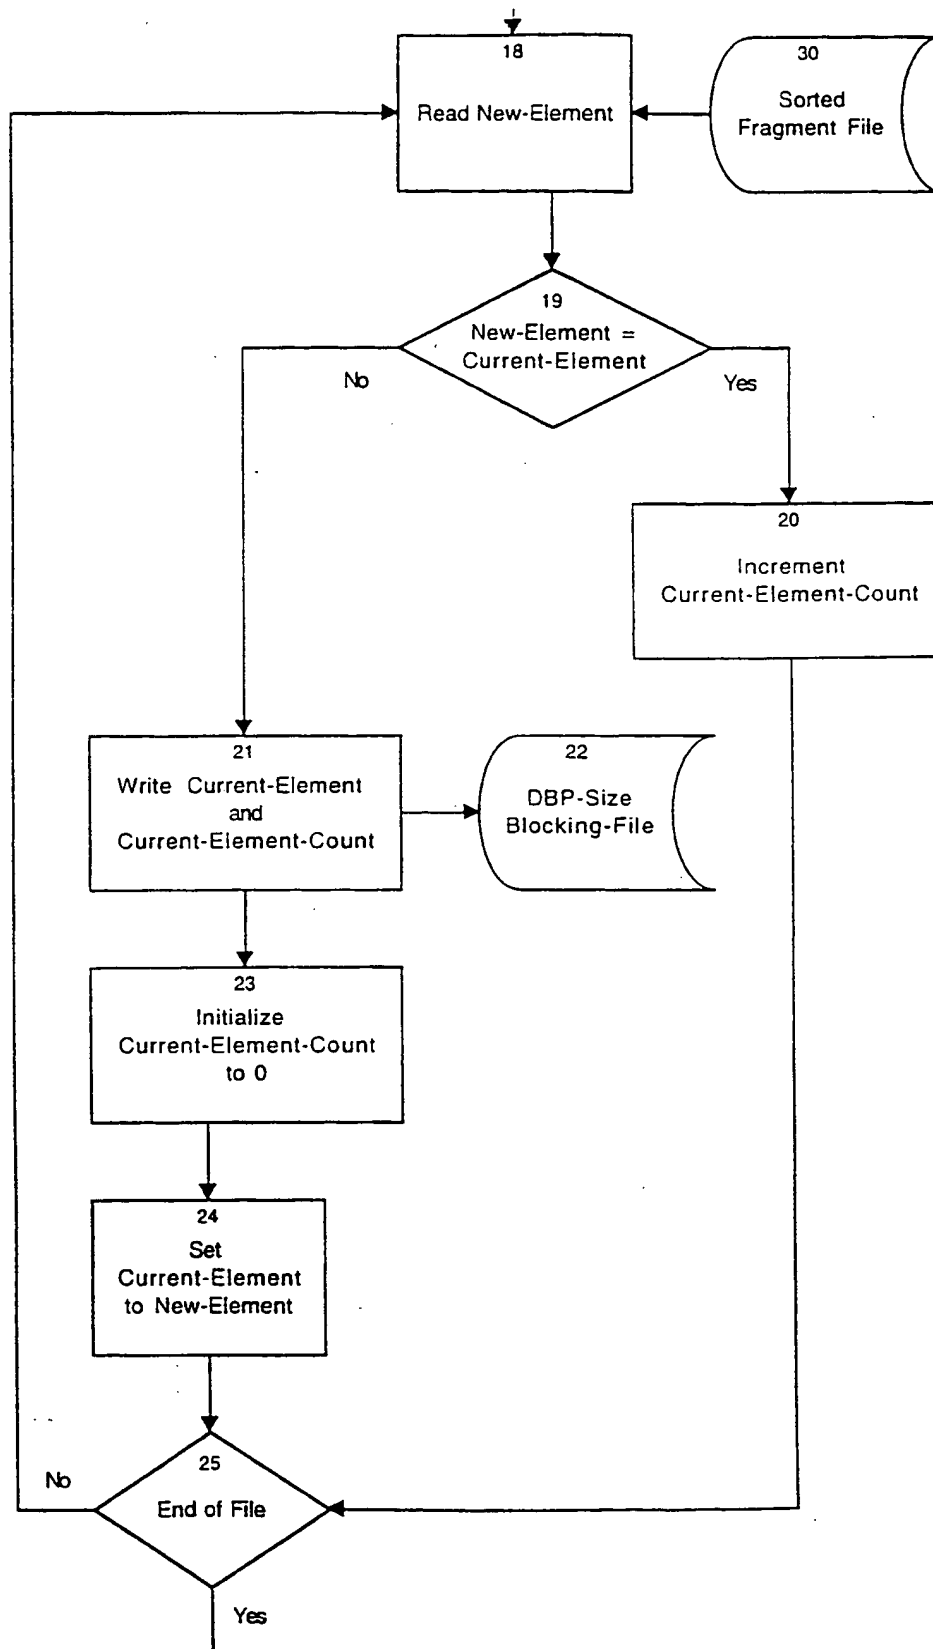 18
Read New-Element
30
Sorted
Fragment File
19
New-Element =
Current-Element
No
Yes
20
Increment
Current-Element-Count
21
Write Current-Element
and
Current-Element-Count
22
DBP-Size
Blocking-File
23
Initialize
Current-Element-Count
to 0
24
Set
Current-Element
to New-Element
25
End of File
No
Yes